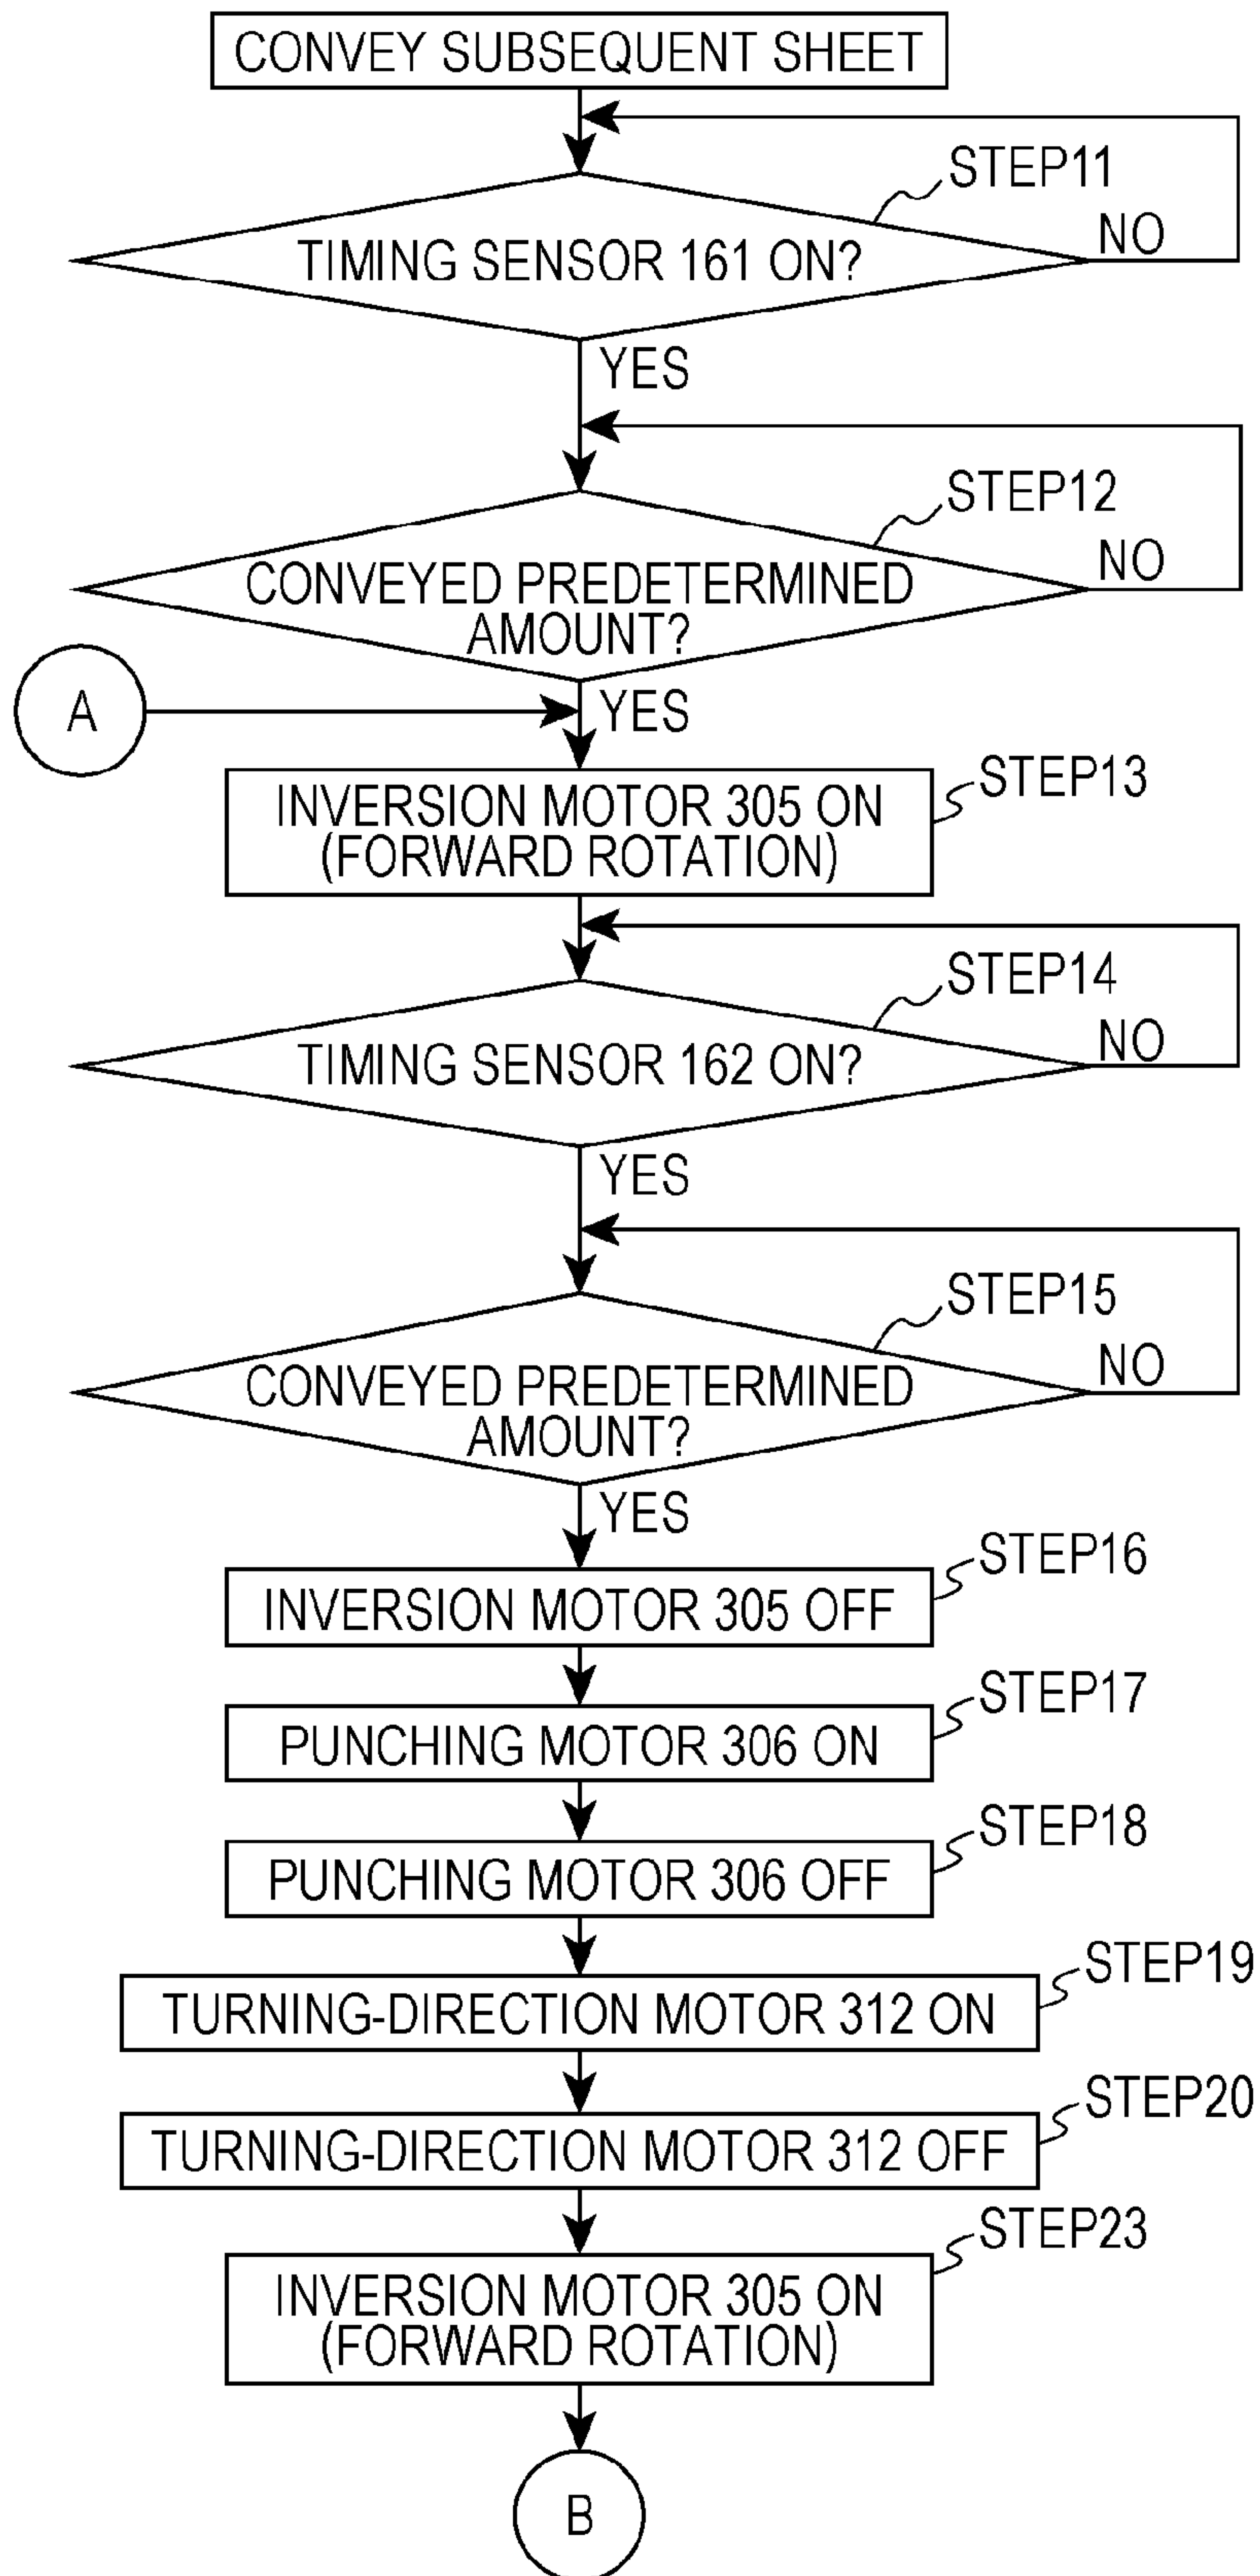 CONVEY SUBSEQUENT SHEET
STEP11
NO
TIMING SENSOR 161 ON?
YES
STEP12
NO
CONVEYED PREDETERMINED
AMOUNT?
A
YES
STEP13
INVERSION MOTOR 305 ON
(FORWARD ROTATION)
STEP14
NO
TIMING SENSOR 162 ON?
YES
STEP15
NO
CONVEYED PREDETERMINED
AMOUNT?
YES
STEP16
INVERSION MOTOR 305 OFF
STEP17
PUNCHING MOTOR 306 ON
STEP18
PUNCHING MOTOR 306 OFF
STEP19
TURNING-DIRECTION MOTOR 312 ON
STEP20
TURNING-DIRECTION MOTOR 312 OFF
STEP23
INVERSION MOTOR 305 ON
(FORWARD ROTATION)
B